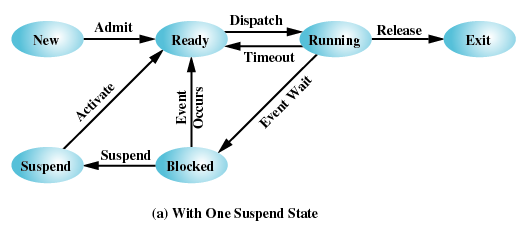 Admit
Dispatch
Release
New
Ready
Running
Exit
Timeout
Activate
Event
Occurs
Event Wait
Suspend
Suspend
Blocked
(a) With One Suspend State